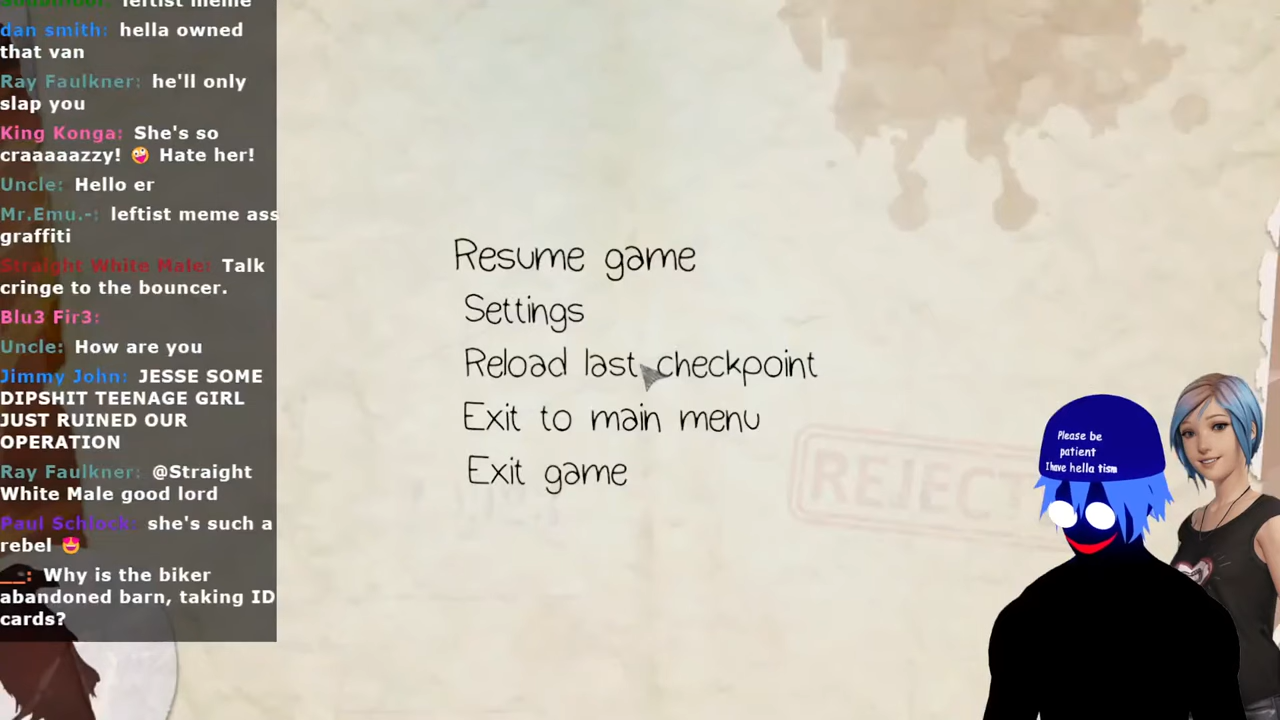 leftist meme
dan smith: hella owned
that van
Ray Faulkner: he'll only
slap you
King Konga: She's so
craaaaazzy! 🤪 Hate her!
Uncle: Hello er
Mr.Emu.-: leftist meme ass
graffiti
Straight White Male: Talk
cringe to the bouncer.
Blu3 Fir3:
Uncle: How are you
Jimmy John: JESSE SOME
DIPSHIT TEENAGE GIRL
JUST RUINED OUR
OPERATION
Ray Faulkner: @Straight
White Male good lord
Paul Schlock: she's such a
rebel 😍
__: Why is the biker
abandoned barn, taking ID
cards?
Resume game
Settings
Reload last checkpoint
Exit to main menu
Exit game
REJECT
Please be
patient
I have hella tism